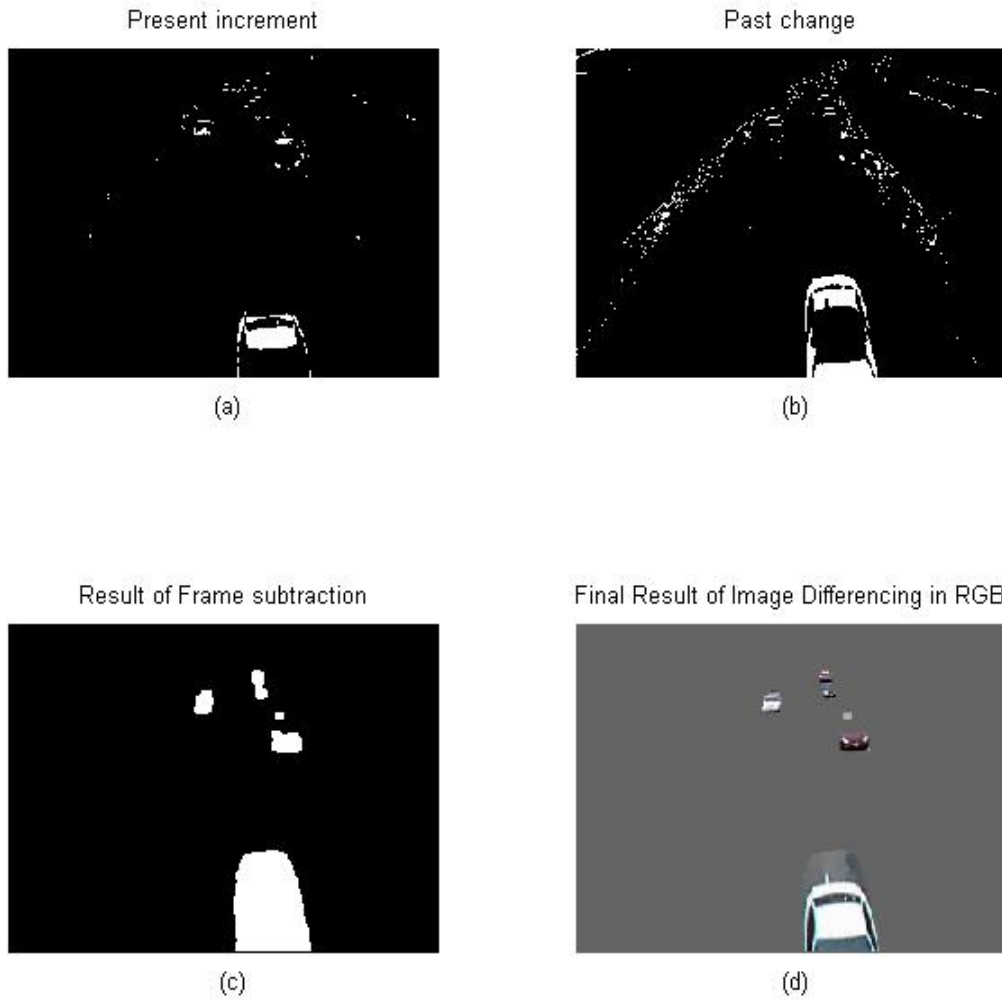 Present increment
Past change
(a)
(b)
Result of Frame subtraction
Final Result of Image Differencing in RGB
(c)
(d)